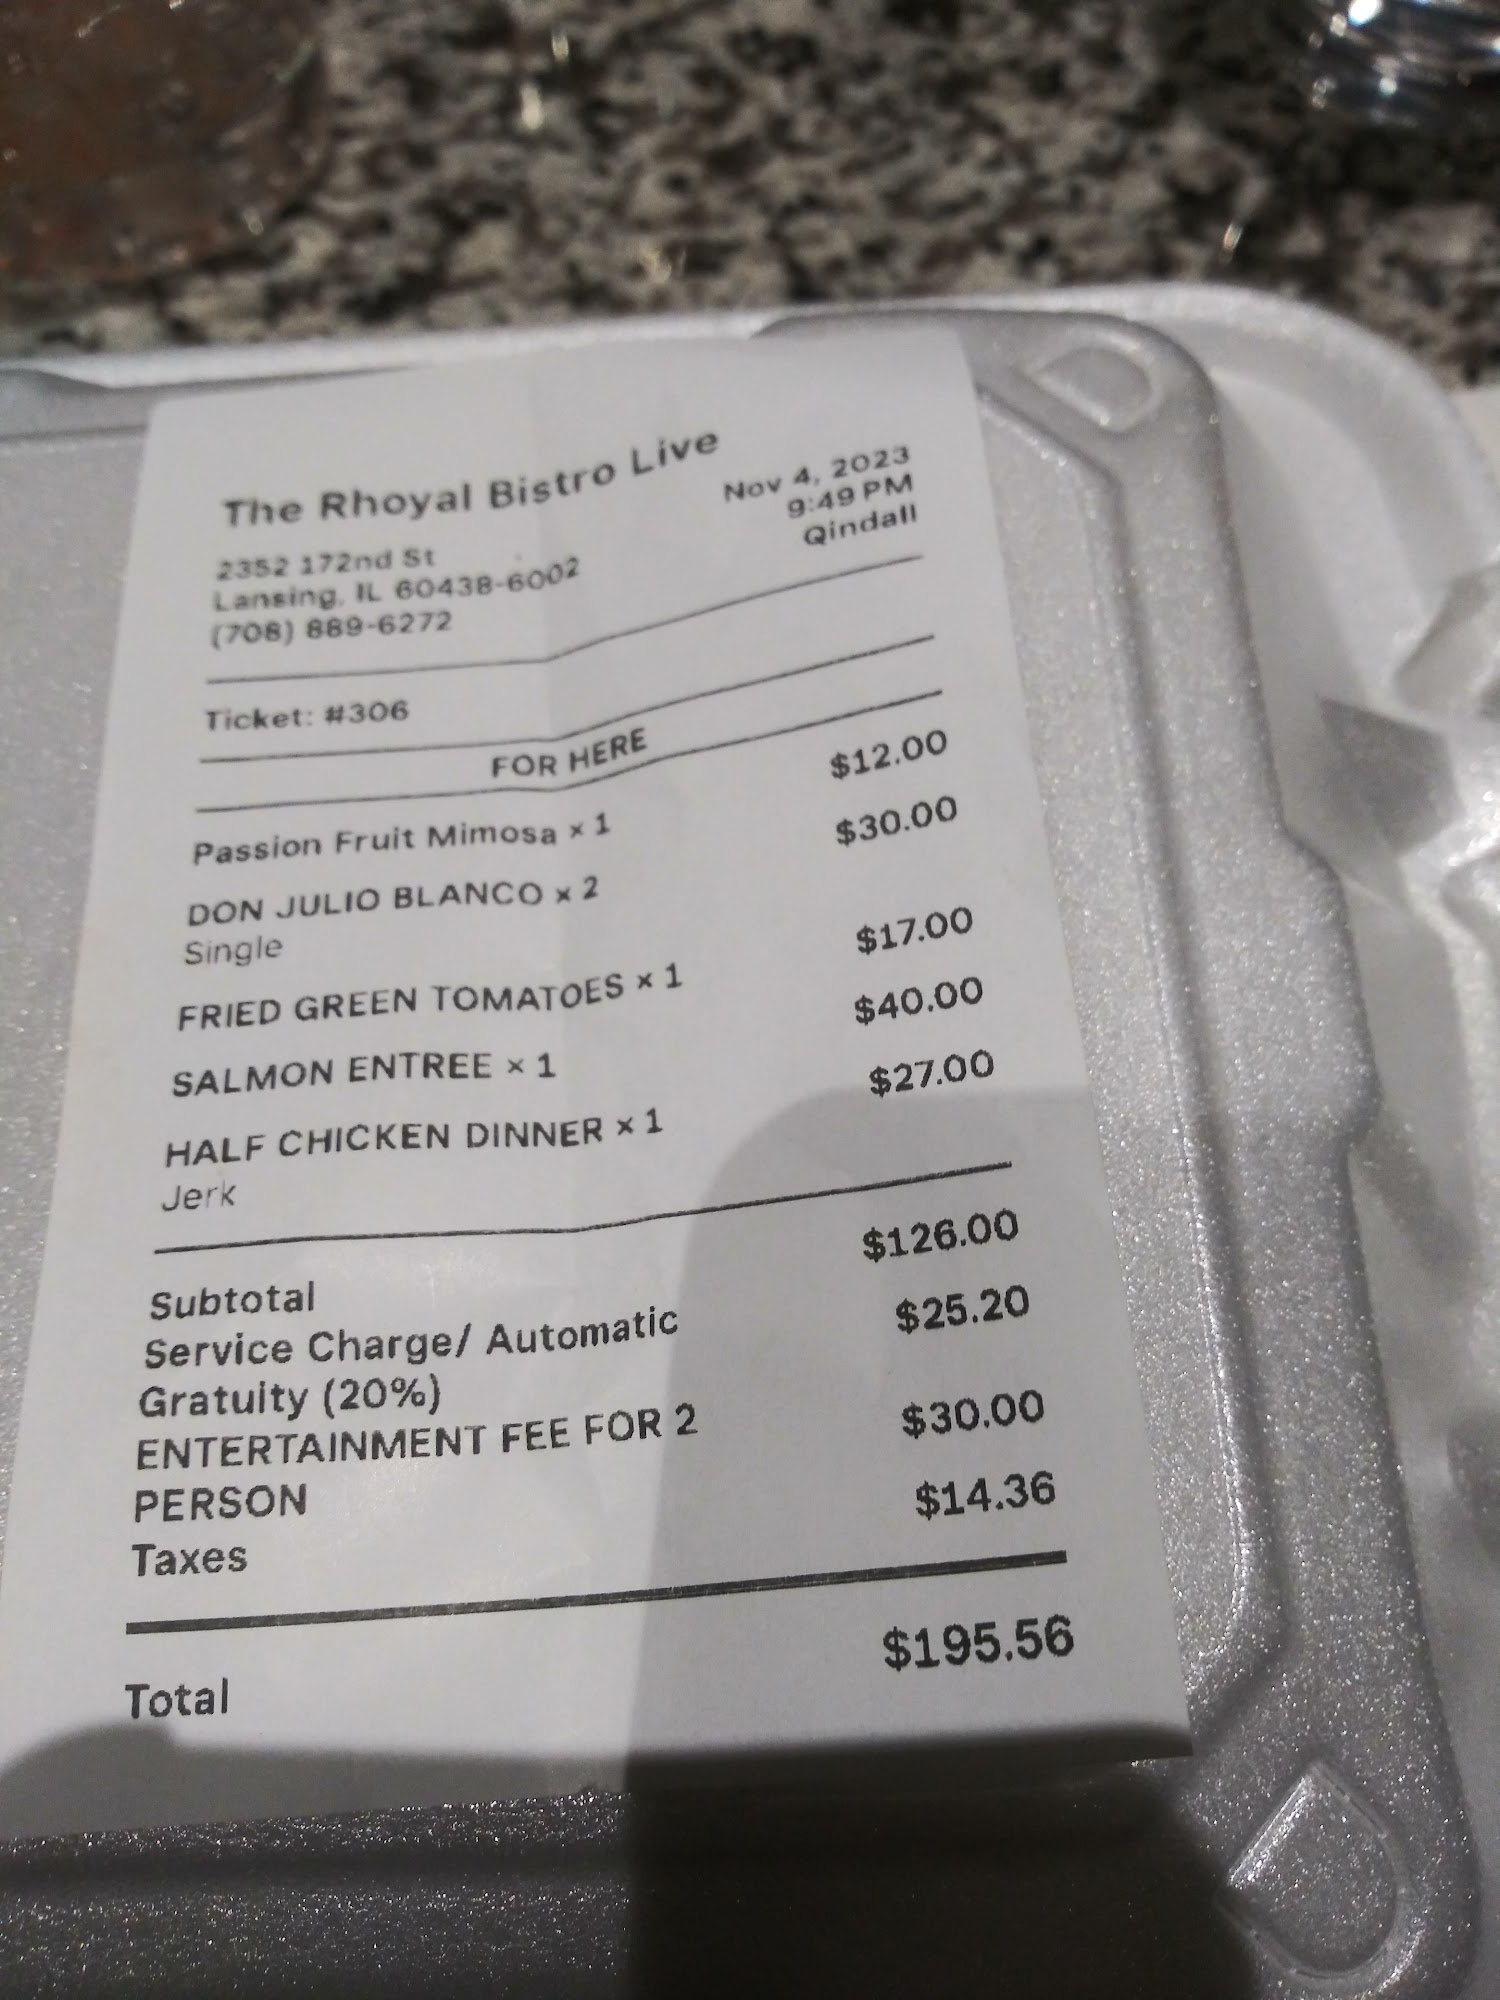 The Rhoyal Bistro Live
Nov 4, 2023
9:49 PM
Qindall
2352 172nd St
Lansing, IL 60438-6002
(708) 889-6272
Ticket: #306
FOR HERE
Passion Fruit Mimosa × 1 $12.00
DON JULIO BLANCO × 2 $30.00
Single
FRIED GREEN TOMATOES × 1 $17.00
SALMON ENTREE × 1 $40.00
HALF CHICKEN DINNER × 1 $27.00
Jerk
Subtotal $126.00
Service Charge/ Automatic $25.20
Gratuity (20%)
ENTERTAINMENT FEE FOR 2 $30.00
PERSON
Taxes $14.36
Total $195.56